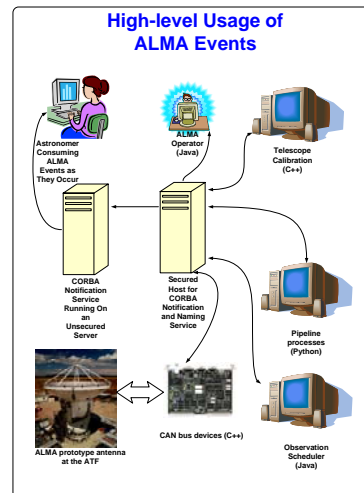 High-level Usage of
ALMA Events
Astronomer
Consuming
ALMA
Events as
They Occur
ALMA
Operator
(Java)
Telescope
Calibration
(C++)
CORBA
Notification
Service
Running On
an
Unsecured
Server
Secured
Host for
CORBA
Notification
and Naming
Service
Pipeline
processes
(Python)
ALMA prototype antenna
at the ATF
CAN bus devices (C++)
Observation
Scheduler
(Java)